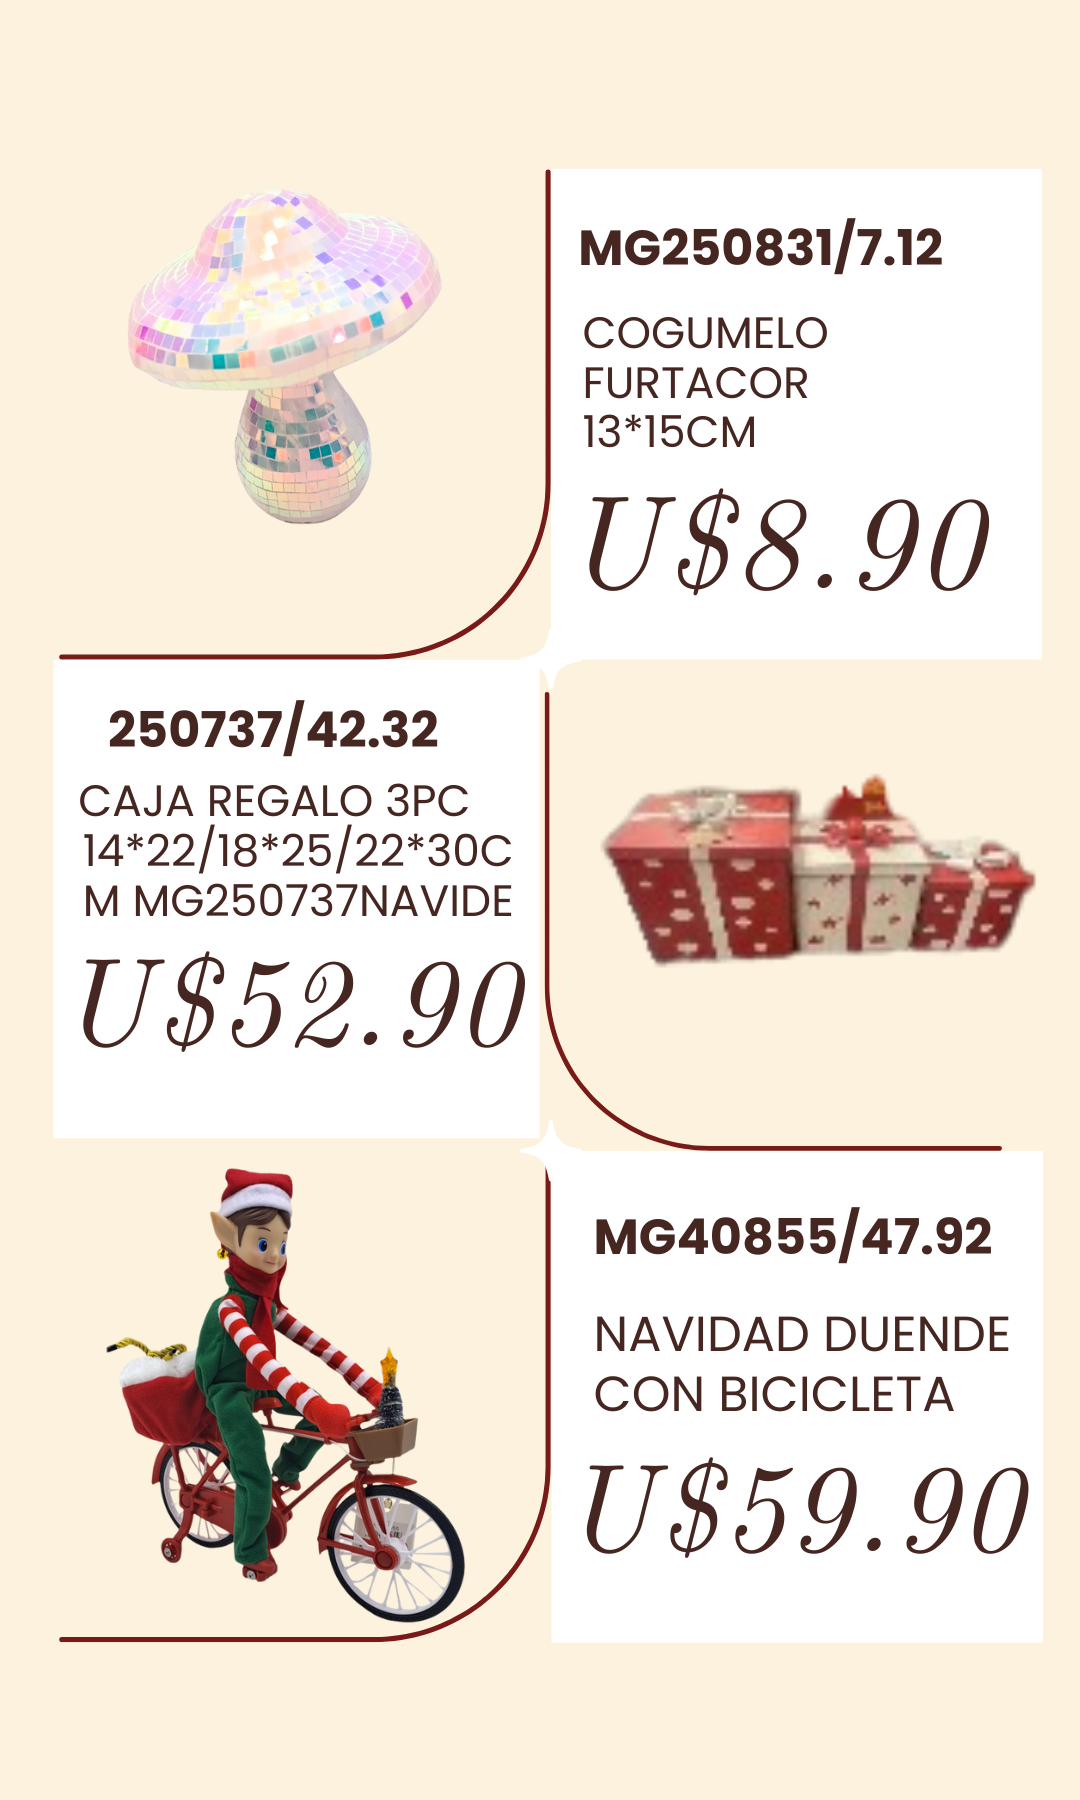 MG250831/7.12
COGUMELO
FURTACOR
13*15CM
U$8.90
250737/42.32
CAJA REGALO 3PC
14*22/18*25/22*30C
M MG250737NAVIDE
U$52.90
MG40855/47.92
NAVIDAD DUENDE
CON BICICLETA
U$59.90